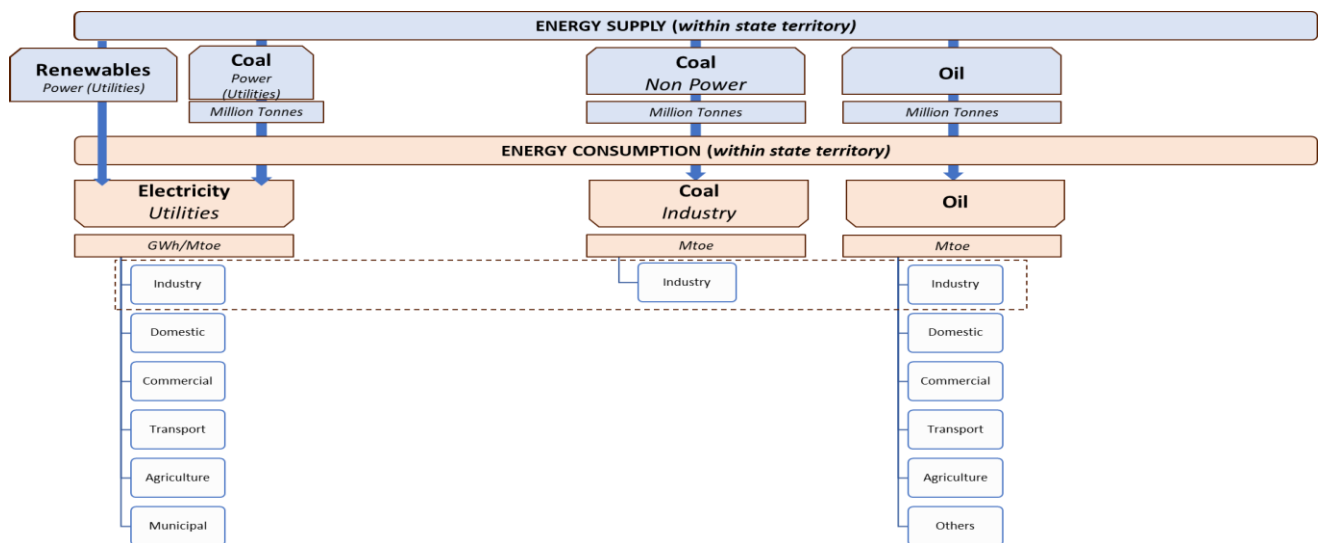 ENERGY SUPPLY (within state territory)
Renewables
Power (Utilities)
Coal
Power
(Utilities)
Million Tonnes
Coal
Non Power
Million Tonnes
Oil
Million Tonnes
ENERGY CONSUMPTION (within state territory)
Electricity
Utilities
GWh/Mtoe
Industry
Domestic
Commercial
Transport
Agriculture
Municipal
Coal
Industry
Mtoe
Industry
Oil
Mtoe
Industry
Domestic
Commercial
Transport
Agriculture
Others